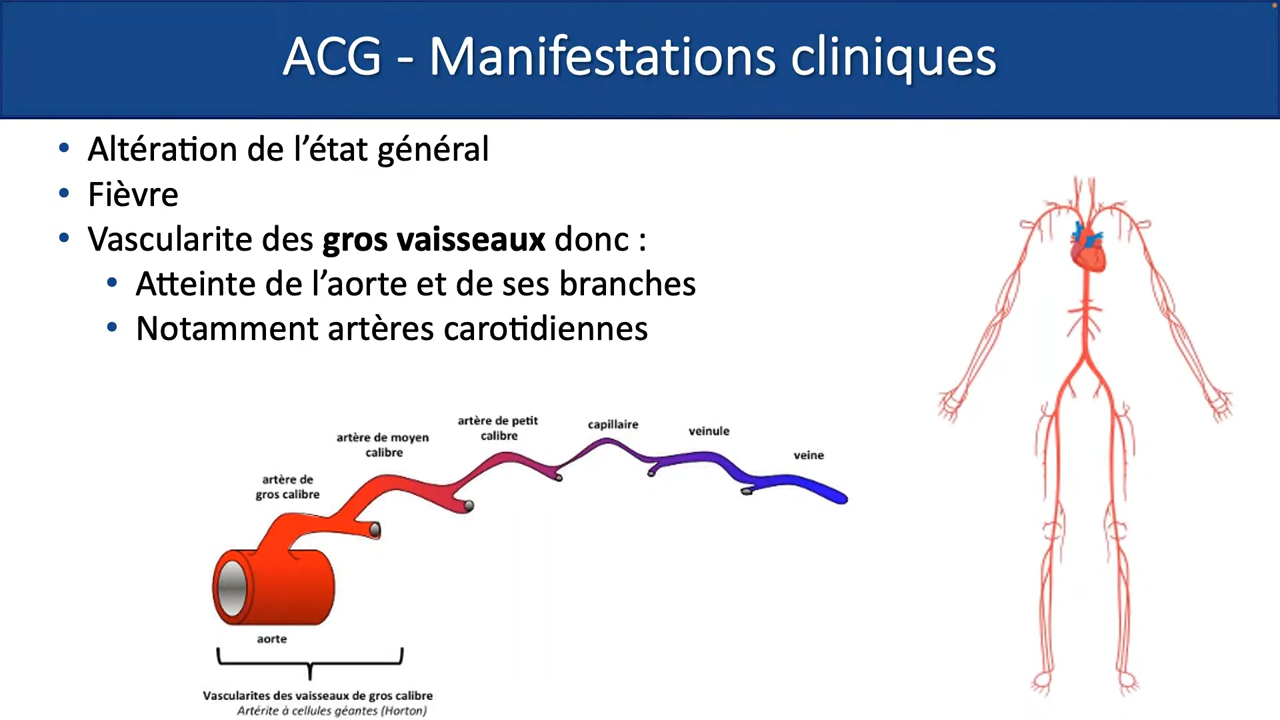 ACG - Manifestations cliniques
• Altération de l’état général
• Fièvre
• Vascularite des gros vaisseaux donc :
• Atteinte de l’aorte et de ses branches
• Notamment artères carotidiennes
artère de petit
calibre
capillaire
veinule
artère de moyen
calibre
veine
artère de
gros calibre
aorte
Vascularites des vaisseaux de gros calibre
Artérite à cellules géantes (Horton)